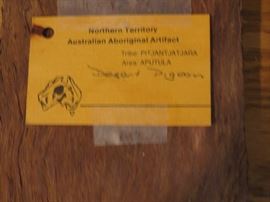 Northern Territory
Australian Aboriginal Artifact
Tribe: PITJANTJATJARA
Area: APUTULA
Desert Pigeon